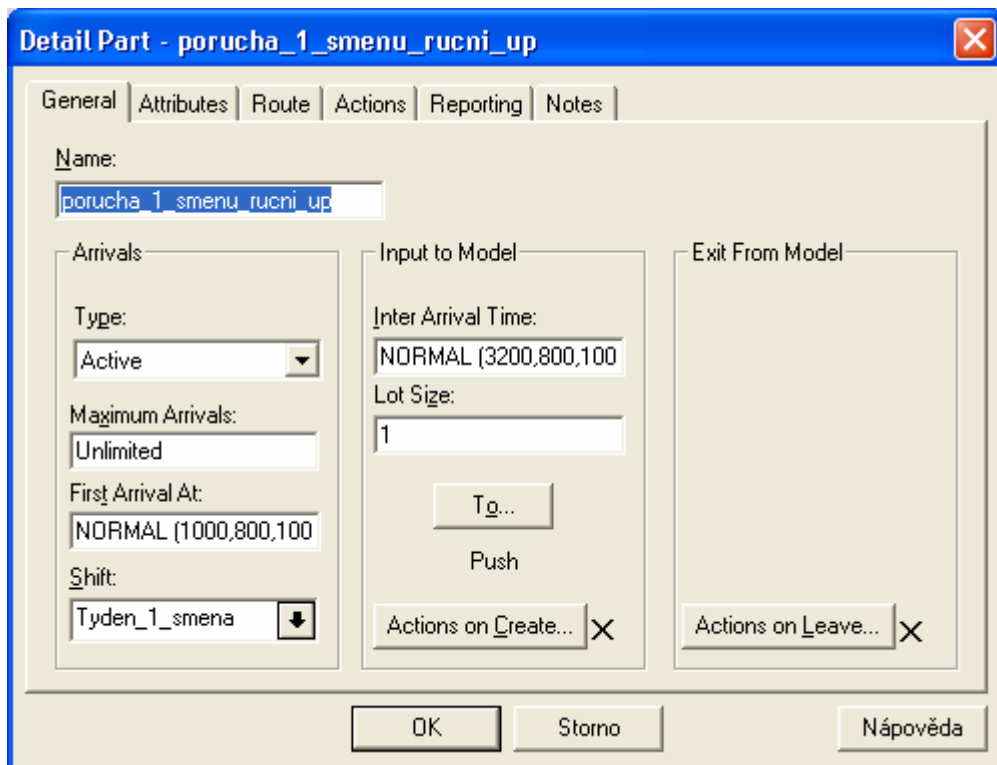 Detail Part - porucha_1_smenu_rucni_up
General Attributes Route Actions Reporting Notes
Name:
porucha_1_smenu_rucni_up
Arrivals
Type:
Active
Maximum Arrivals:
Unlimited
First Arrival At:
NORMAL (1000,800,100
Shift:
Tyden_1_smena
Input to Model
Inter Arrival Time:
NORMAL (3200,800,100
Lot Size:
1
To...
Push
Actions on Create...
Exit From Model
Actions on Leave...
OK Storno Nápověda